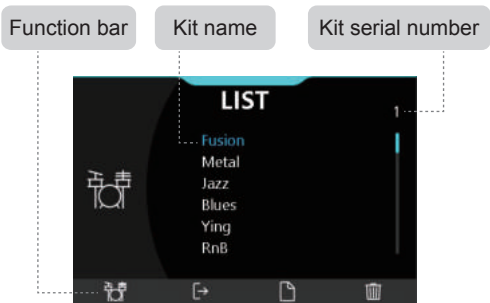 Function bar
Kit name
Kit serial number
LIST
1
Fusion
Metal
Jazz
Blues
Ying
RnB